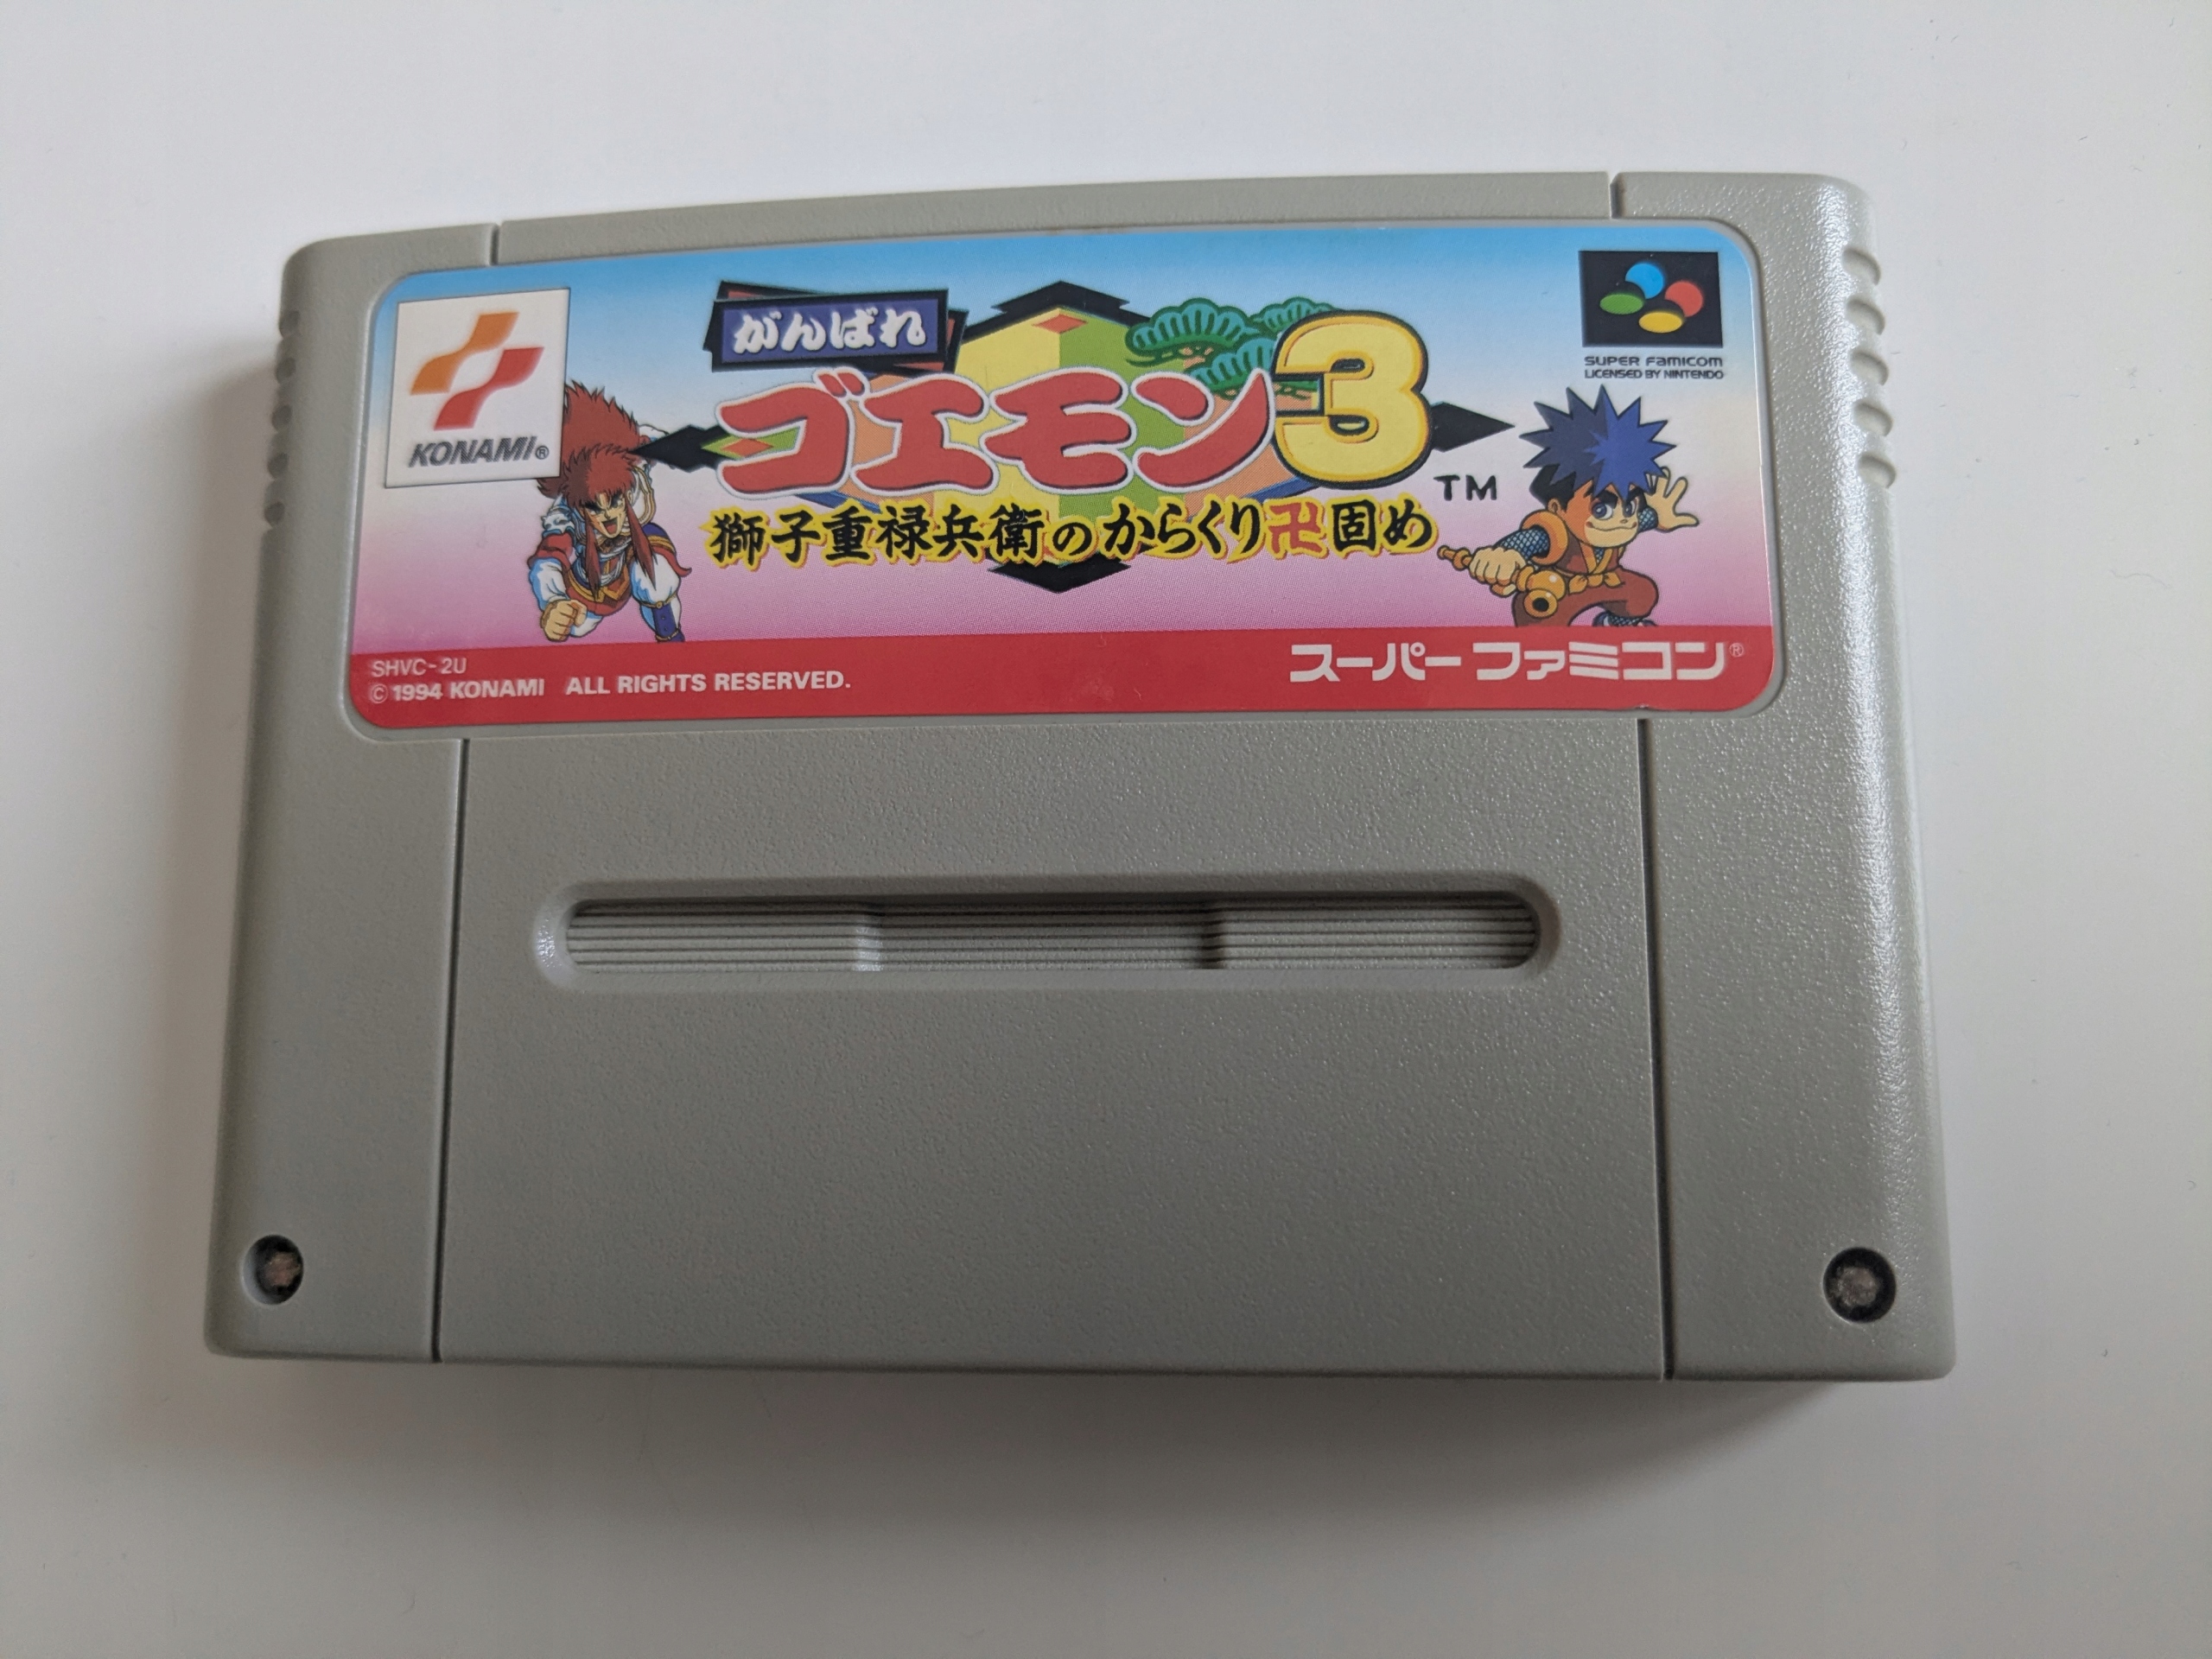 KONAMI®
がんばれ
ゴエモン3
TM
獅子重禄兵衛のからくり卍固め
SUPER FAMICOM
LICENSED BY NINTENDO
SHVC-2U
© 1994 KONAMI ALL RIGHTS RESERVED.
スーパーファミコン®